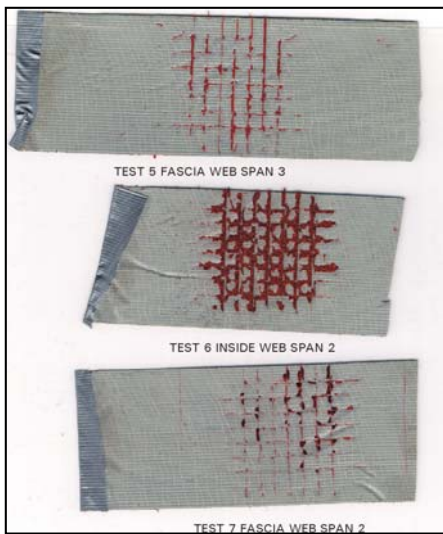 TEST 5 FASCIA WEB SPAN 3
TEST 6 INSIDE WEB SPAN 2
TEST 7 FASCIA WEB SPAN 2